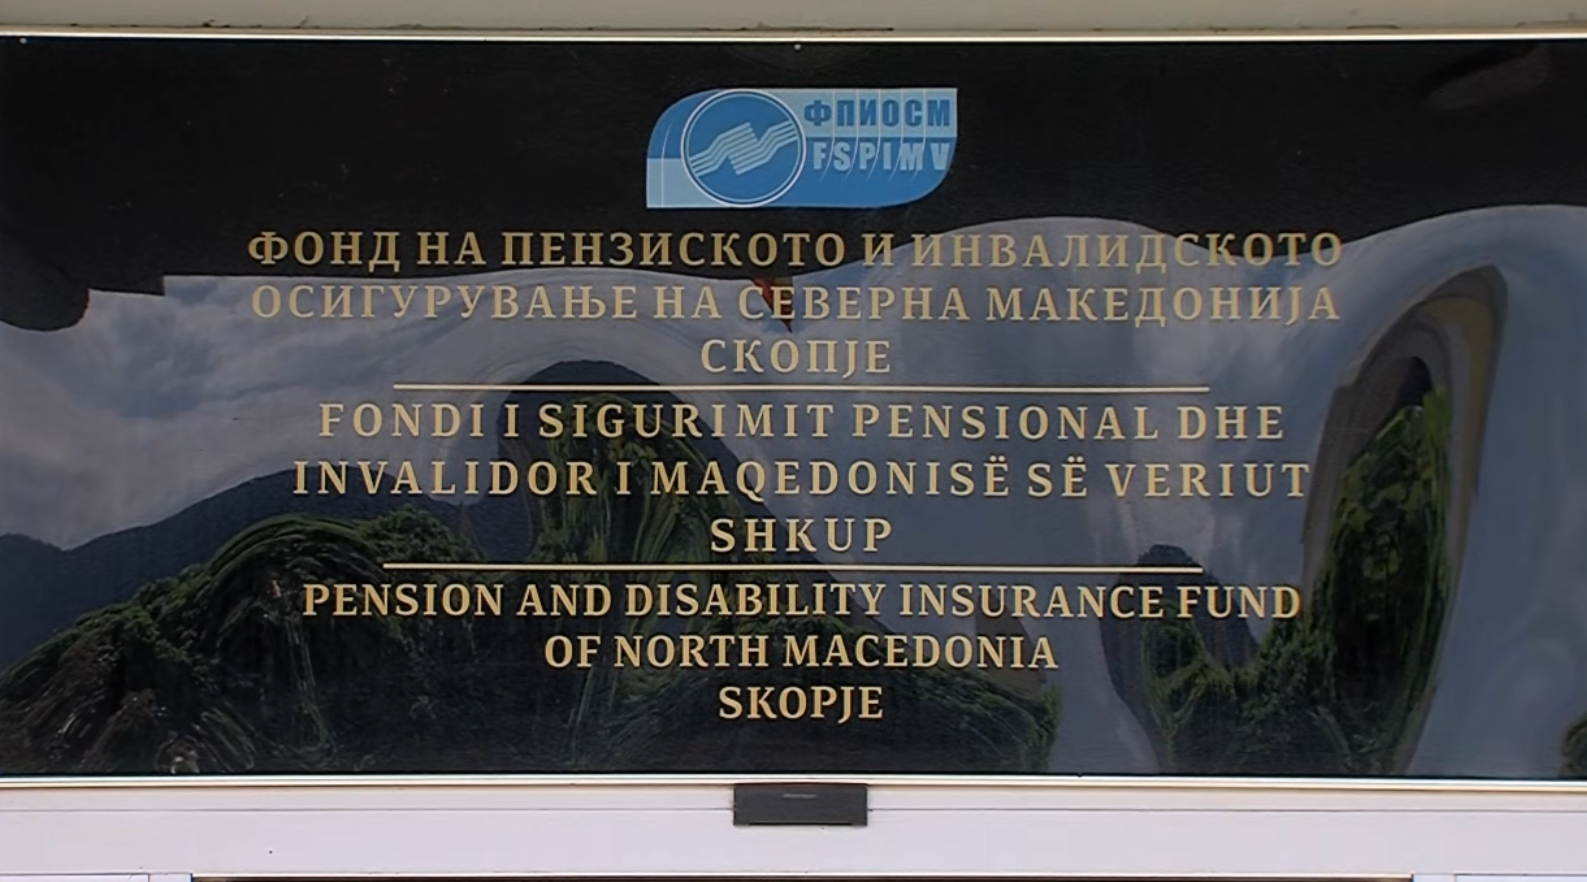 ФПИОСМ
FSPIMV
ФОНД НА ПЕНЗИСКОТО И ИНВАЛИДСКОТО
ОСИГУРУВАЊЕ НА СЕВЕРНА МАКЕДОНИЈА
СКОПЈЕ
FONDI I SIGURIMIT PENSIONAL DHE
INVALIDOR I MAQEDONISË SË VERIUT
SHKUP
PENSION AND DISABILITY INSURANCE FUND
OF NORTH MACEDONIA
SKOPJE